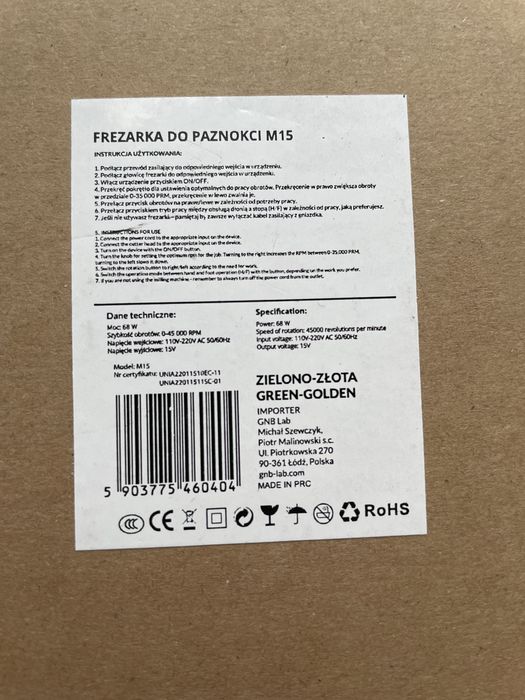 FREZARKA DO PAZNOKCI M15
INSTRUKCJA UŻYTKOWANIA:
1. Podłącz przewód zasilający do odpowiedniego wejścia w urządzeniu.
2. Podłącz głowicę frezarki do odpowiedniego wejścia w urządzeniu.
3. Włącz urządzenie przyciskiem ON/OFF.
4. Przekręć pokrętło dla ustawienia optymalnych do pracy obrotów. Przekręcenie w prawo zwiększa obroty
w przedziale 0-35 000 PRM, przekręcenie w lewo zwalnia je.
5. Przełącz przycisk obrotów na prawe/lewe w zależności od potrzeby pracy.
6. Przełącz przyciskiem tryb pracy między obsługą dłonią a stopą (H/F) w zależności od pracy, jaką preferujesz.
7. Jeśli nie używasz frezarki – pamiętaj by zawsze wyłączać kabel zasilający z gniazdka.
5. INSTRUCTIONS FOR USE
1. Connect the power cord to the appropriate input on the device.
2. Connect the cutter head to the appropriate input on the device.
3. Turn on the device with the ON/OFF button.
4. Turn the knob for setting the optimum rpm for the job. Turning to the right increases the RPM between 0-35,000 PRM,
turning to the left slows it down.
5. Switch the rotation button to right/left according to the need for work.
6. Switch the operation mode between hand and foot operation (H/F) with the button, depending on the work you prefer.
7. If you are not using the milling machine – remember to always turn off the power cord from the outlet.
Dane techniczne:
Moc: 68 W
Szybkość obrotów: 0-45 000 RPM
Napięcie wejściowe: 110V-220V AC 50/60Hz
Napięcie wyjściowe: 15V
Specification:
Power: 68 W
Speed of rotation: 45000 revolutions per minute
Input voltage: 110V-220V AC 50/60Hz
Output voltage: 15V
Model: M15
Nr certyfikatu: UNIA22011510EC-11
UNIA22011511SC-01
5 903775 460404
ZIELONO-ZŁOTA
GREEN-GOLDEN
IMPORTER
GNB Lab
Michał Szewczyk,
Piotr Malinowski s.c.
Ul. Piotrkowska 270
90-361 Łódź, Polska
gnb-lab.com
MADE IN PRC
CCC CE RoHS